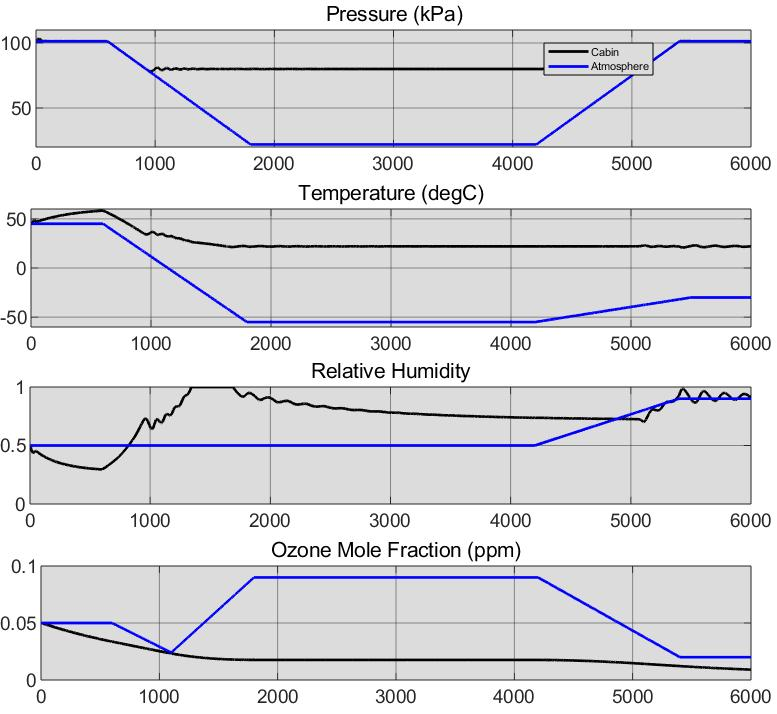 Pressure (kPa)
100
50
Cabin
Atmosphere
0 1000 2000 3000 4000 5000 6000
Temperature (degC)
50
0
-50
0 1000 2000 3000 4000 5000 6000
Relative Humidity
1
0.5
0
0 1000 2000 3000 4000 5000 6000
Ozone Mole Fraction (ppm)
0.1
0.05
0
0 1000 2000 3000 4000 5000 6000